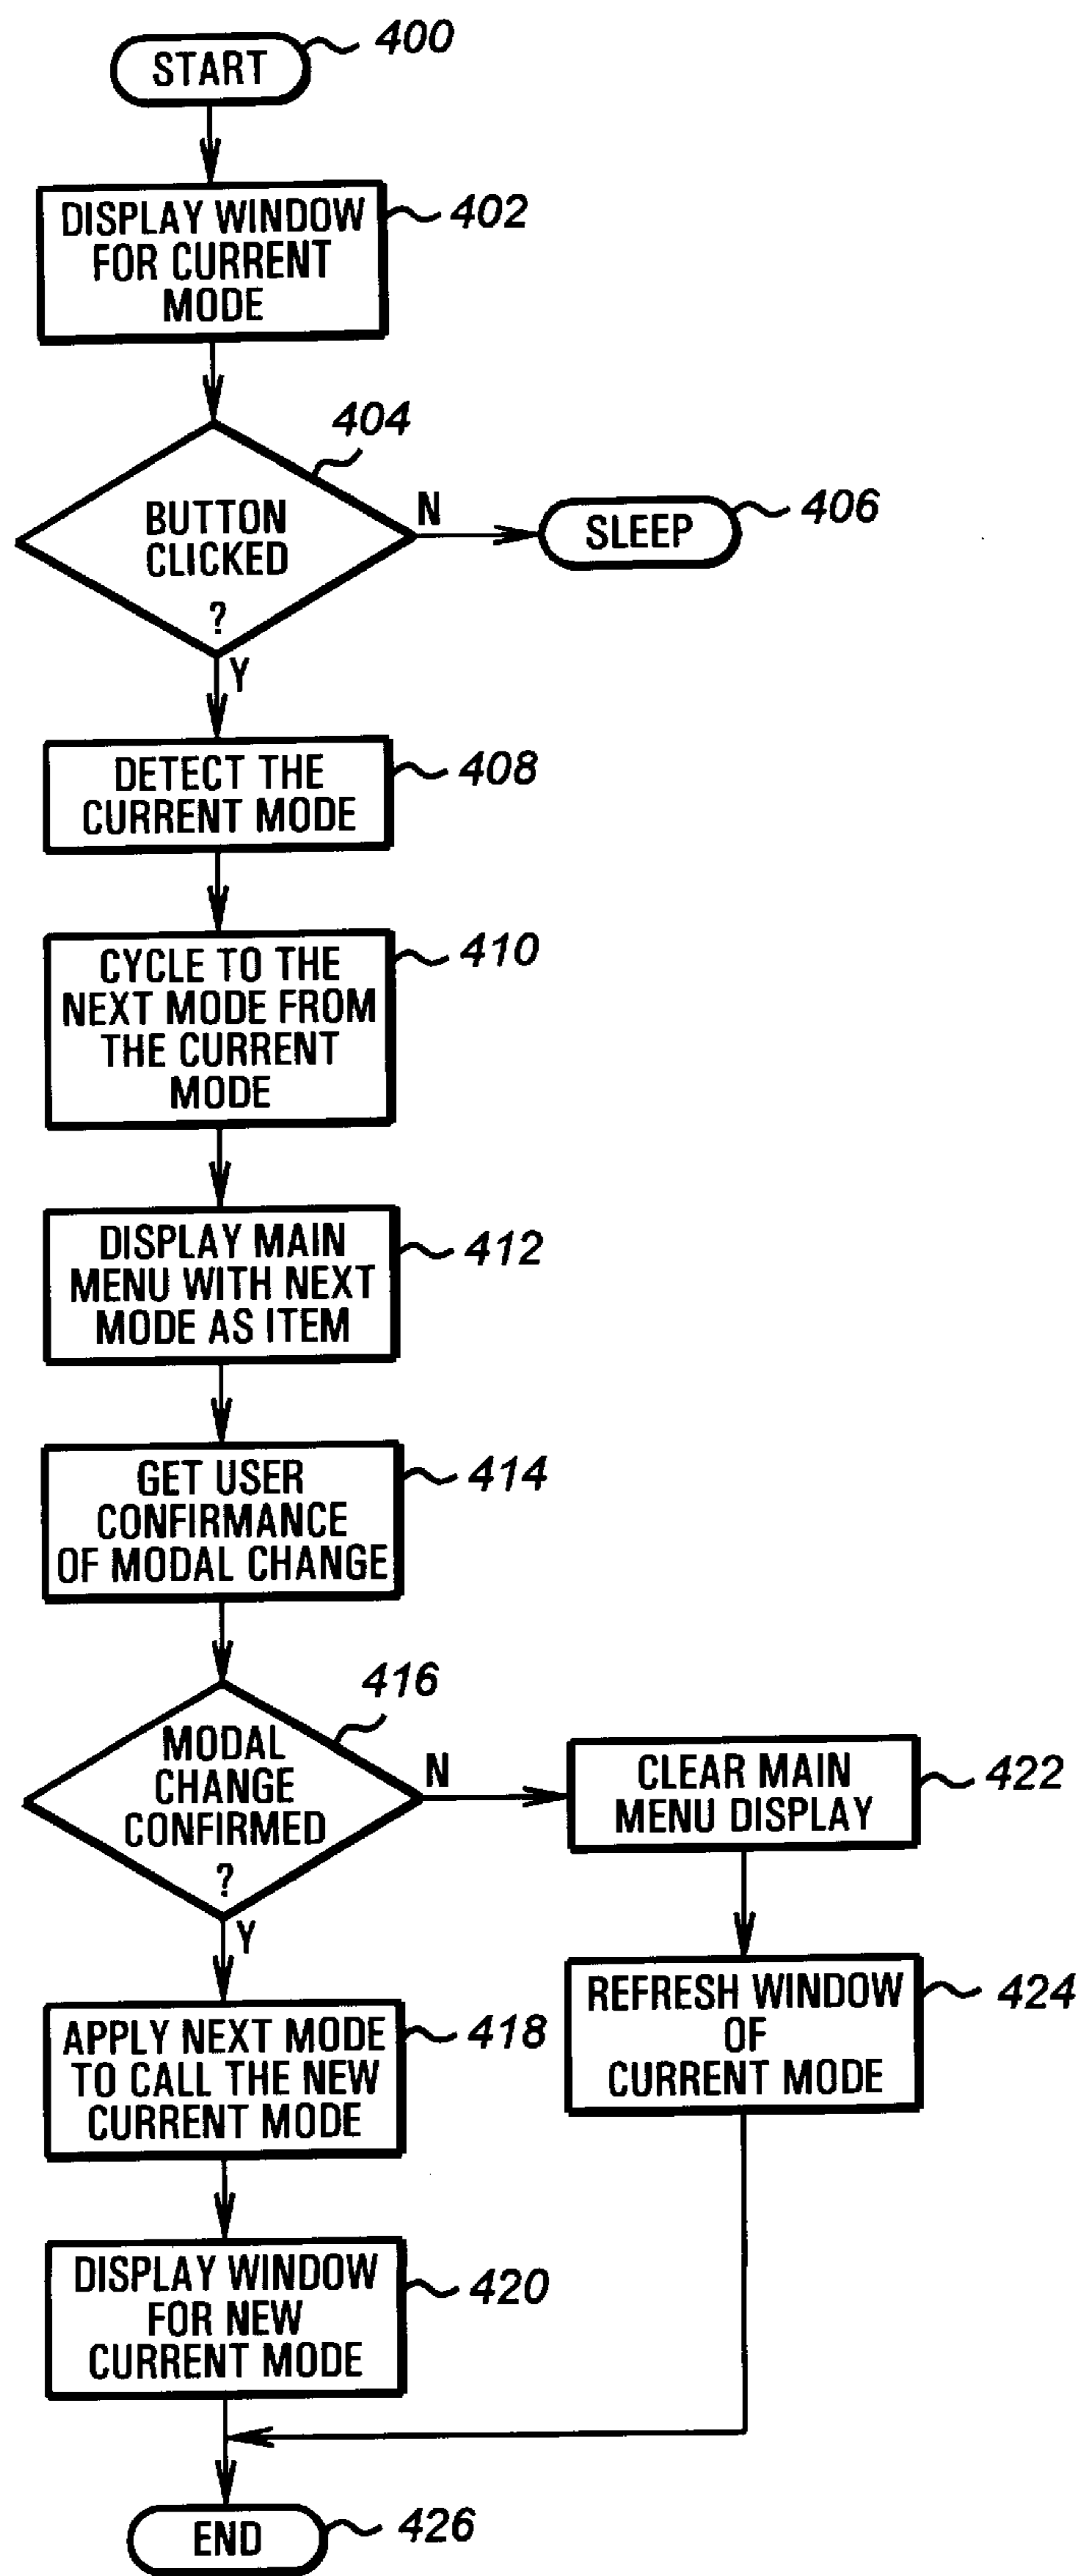 START
400
DISPLAY WINDOW
FOR CURRENT
MODE
402
404
BUTTON
CLICKED
?
N
SLEEP
406
Y
DETECT THE
CURRENT MODE
408
CYCLE TO THE
NEXT MODE FROM
THE CURRENT
MODE
410
DISPLAY MAIN
MENU WITH NEXT
MODE AS ITEM
412
GET USER
CONFIRMANCE
OF MODAL CHANGE
414
416
MODAL
CHANGE
CONFIRMED
?
N
CLEAR MAIN
MENU DISPLAY
422
Y
REFRESH WINDOW
OF
CURRENT MODE
424
APPLY NEXT MODE
TO CALL THE NEW
CURRENT MODE
418
DISPLAY WINDOW
FOR NEW
CURRENT MODE
420
END
426